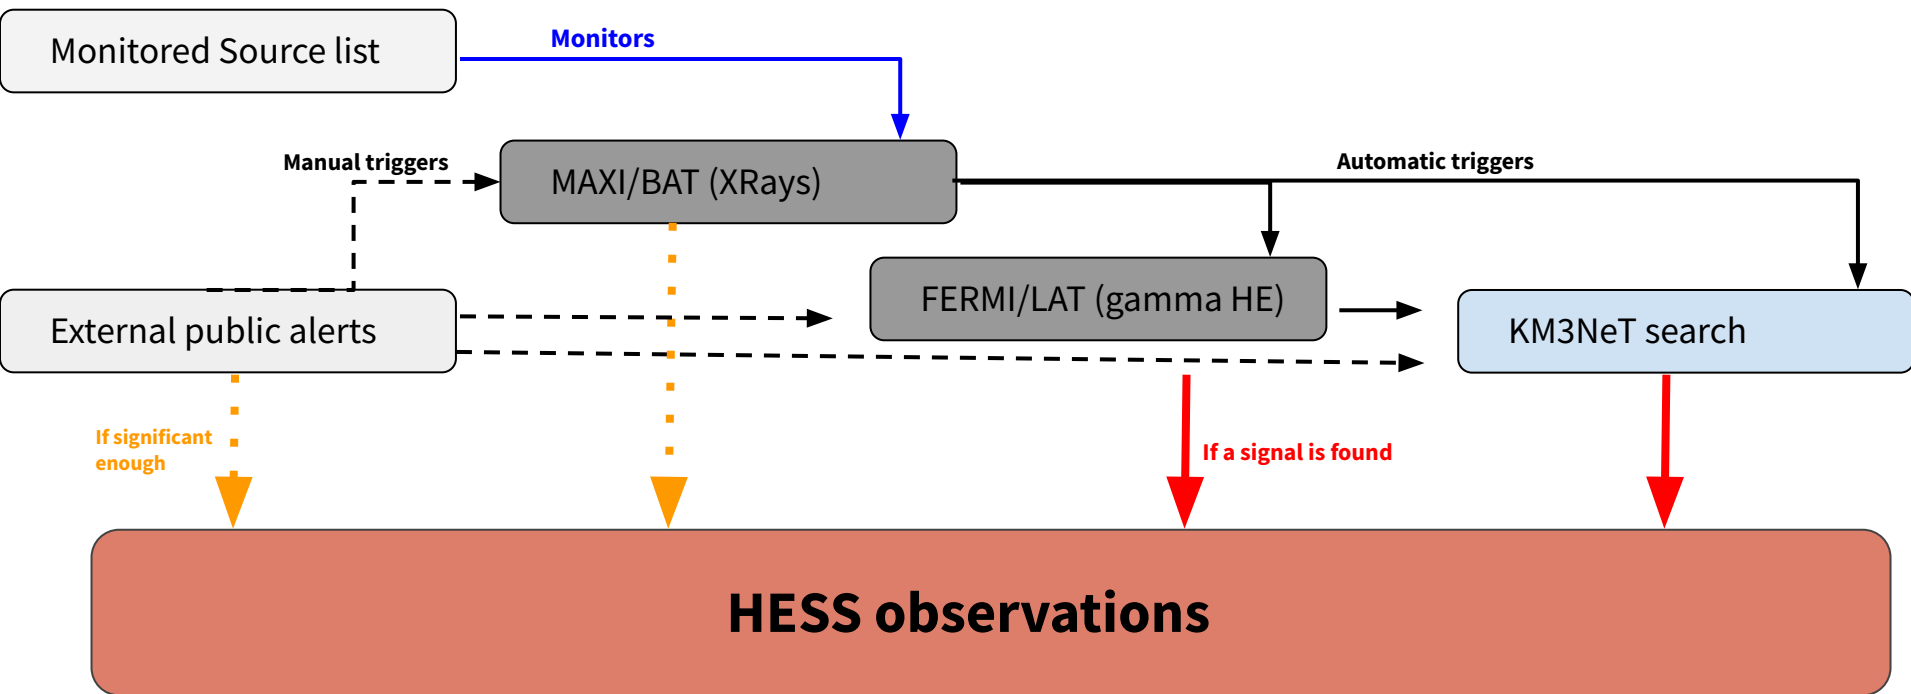 Monitored Source list
Monitors
Manual triggers
MAXI/BAT (XRays)
Automatic triggers
FERMI/LAT (gamma HE)
External public alerts
KM3NeT search
If significant
enough
If a signal is found
HESS observations